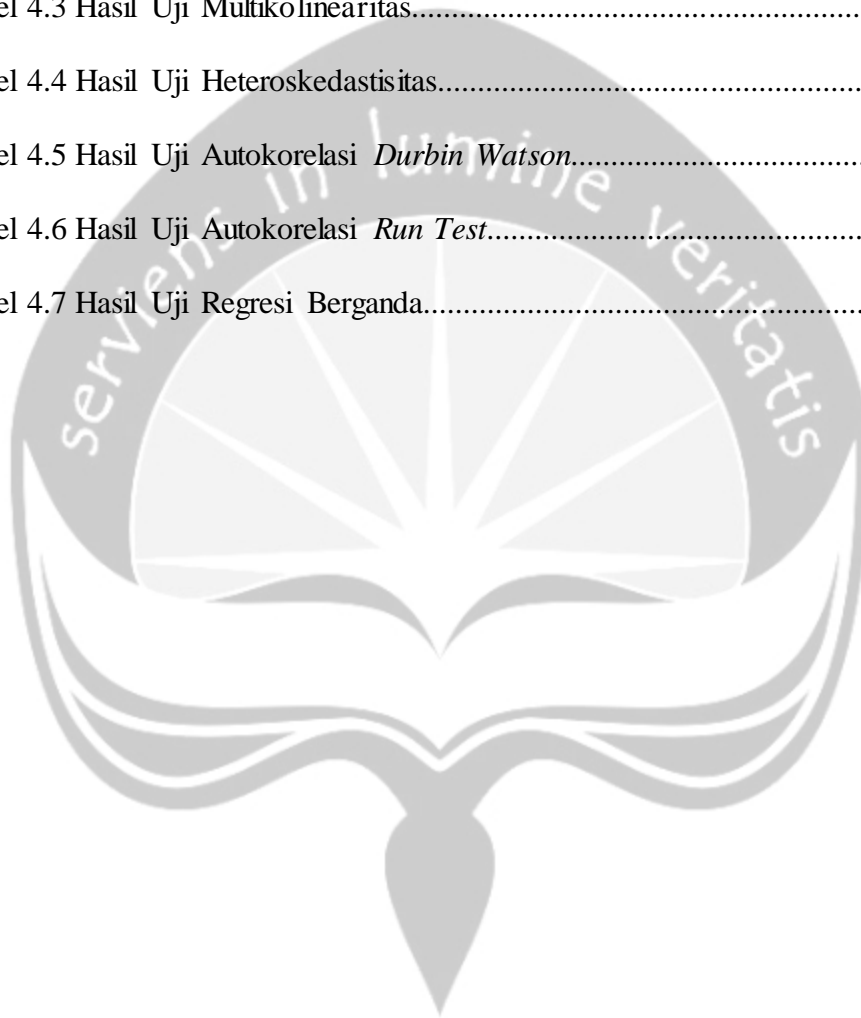 el 4.3 Hasil Uji Multikolinearitas
el 4.4 Hasil Uji Heteroskedastisitas
el 4.5 Hasil Uji Autokorelasi Durbin Watson
el 4.6 Hasil Uji Autokorelasi Run Test
el 4.7 Hasil Uji Regresi Berganda
serviens in lumine veritatis